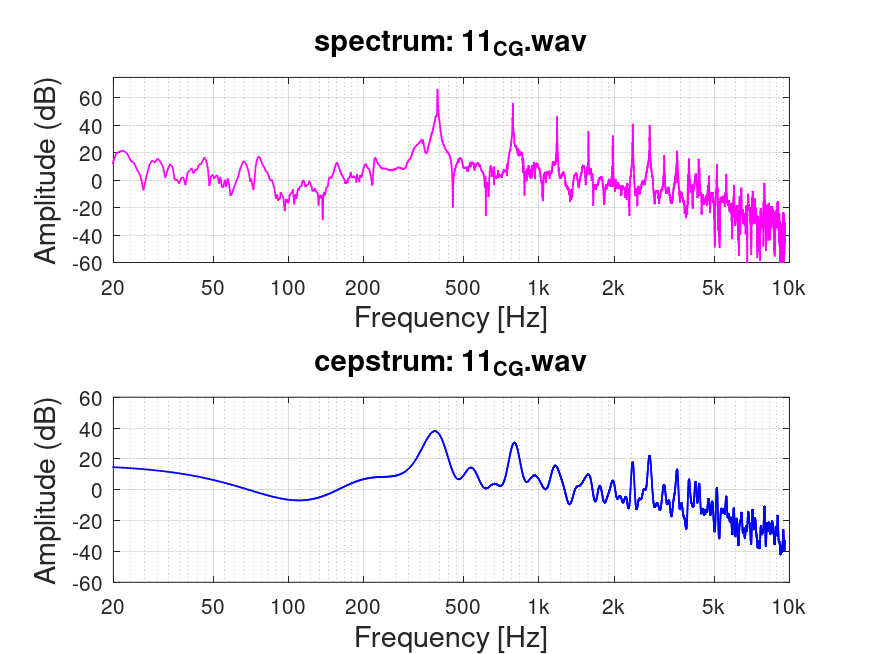 spectrum: 11CG.wav
Amplitude (dB)
60
40
20
0
-20
-40
-60
20 50 100 200 500 1k 2k 5k 10k
Frequency [Hz]
cepstrum: 11CG.wav
Amplitude (dB)
60
40
20
0
-20
-40
-60
20 50 100 200 500 1k 2k 5k 10k
Frequency [Hz]